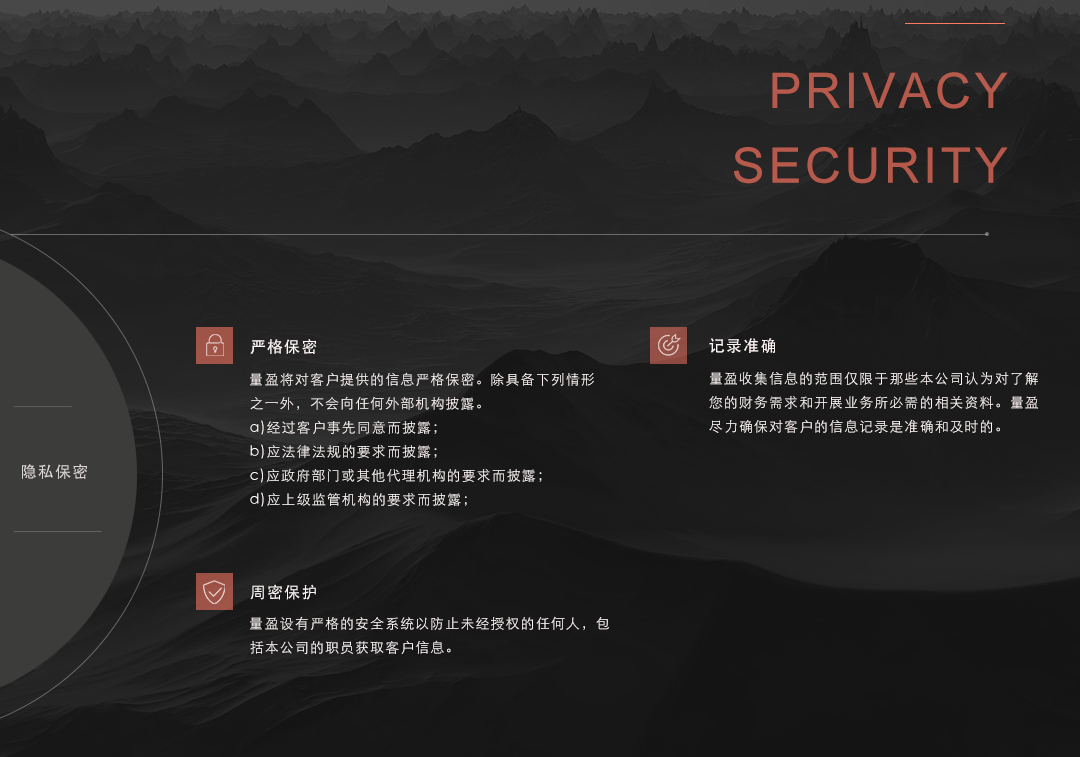 PRIVACY
SECURITY
隐私保密
严格保密
量盈将对客户提供的信息严格保密。除具备下列情形
之一外，不会向任何外部机构披露。
a)经过客户事先同意而披露；
b)应法律法规的要求而披露；
c)应政府部门或其他代理机构的要求而披露；
d)应上级监管机构的要求而披露；
记录准确
量盈收集信息的范围仅限于那些本公司认为对了解
您的财务需求和开展业务所必需的相关资料。量盈
尽力确保对客户的信息记录是准确和及时的。
周密保护
量盈设有严格的安全系统以防止未经授权的任何人，包
括本公司的职员获取客户信息。